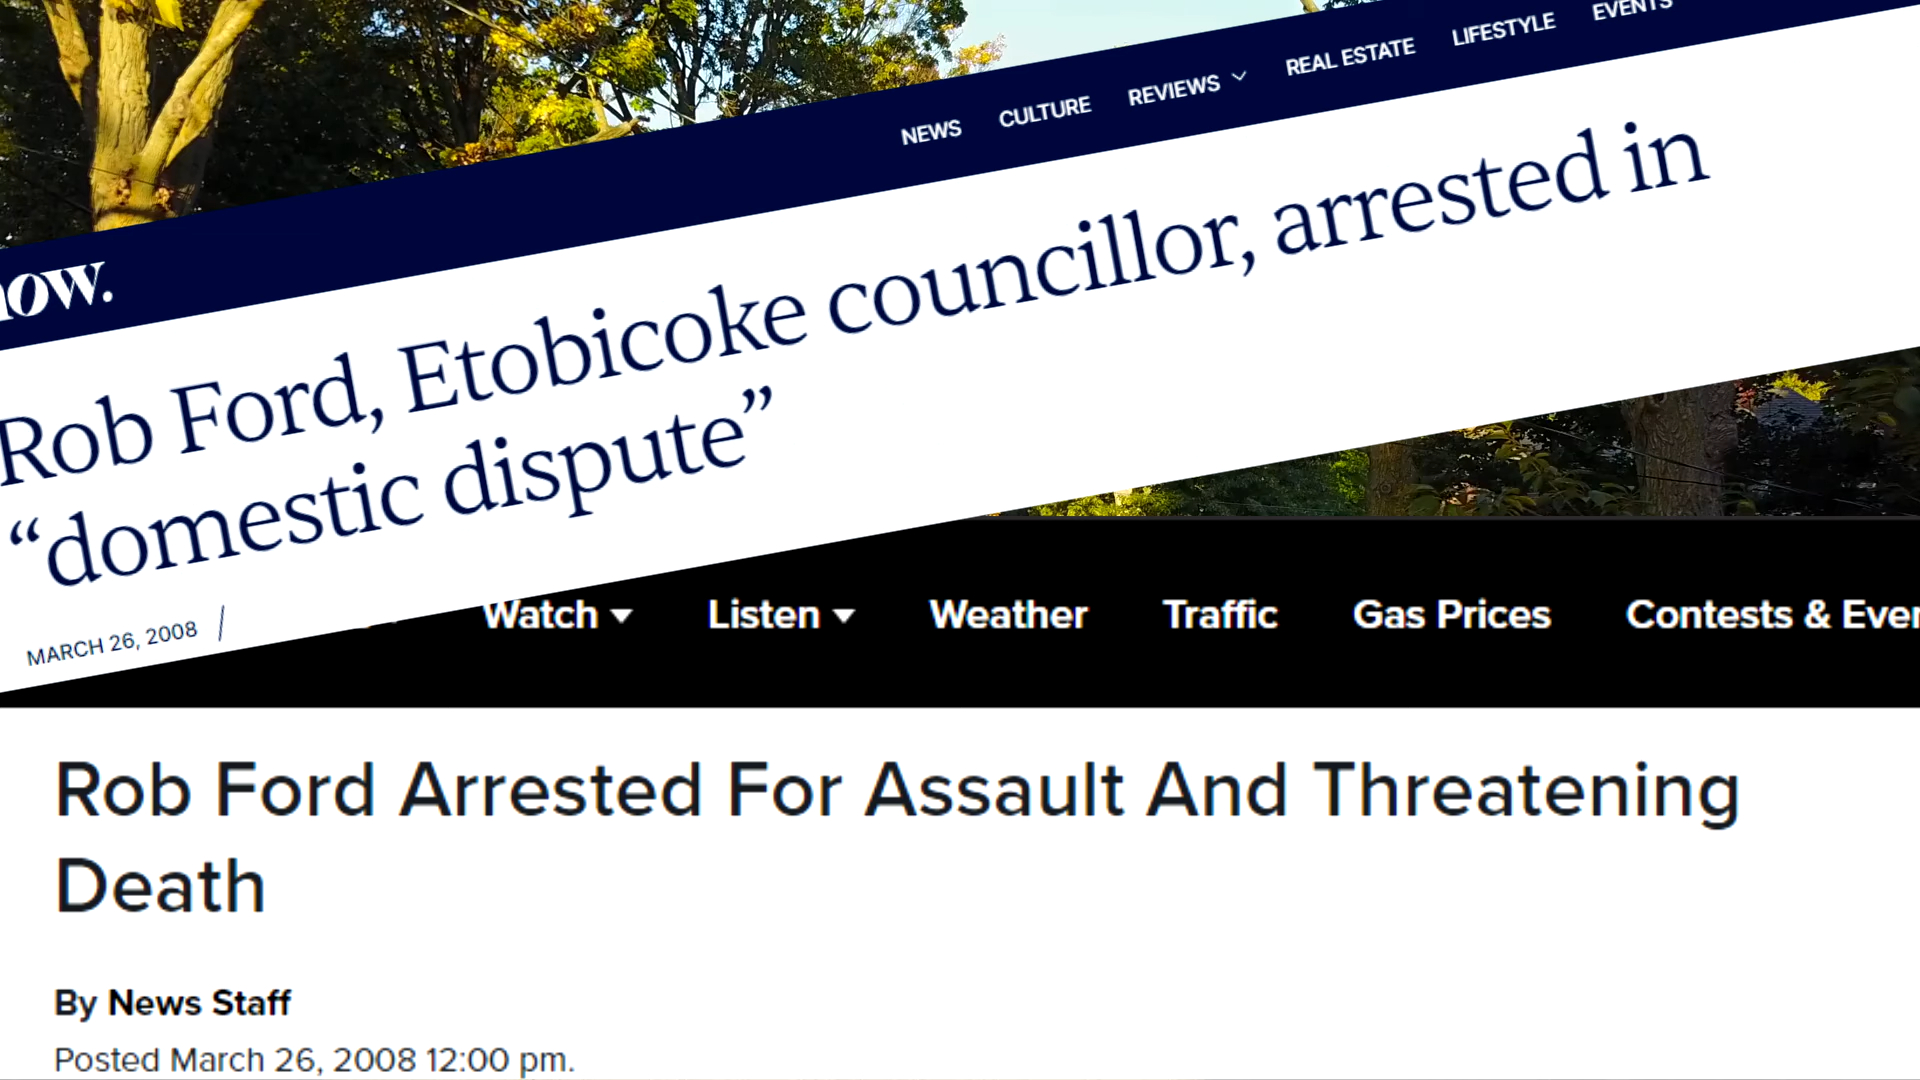 NEWS CULTURE REVIEWS REAL ESTATE LIFESTYLE EVENTS
now.
Rob Ford, Etobicoke councillor, arrested in
“domestic dispute”
MARCH 26, 2008
Watch Listen Weather Traffic Gas Prices Contests &
Rob Ford Arrested For Assault And Threatening
Death
By News Staff
Posted March 26, 2008 12:00 pm.